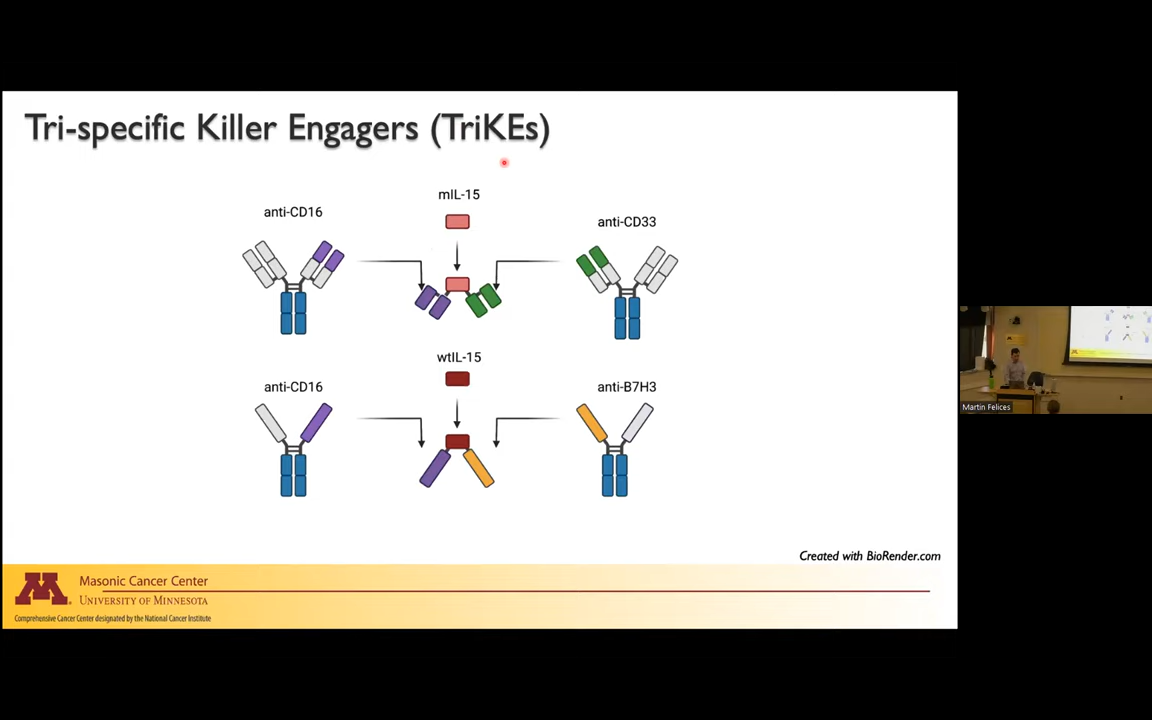 Tri-specific Killer Engagers (TriKEs)
mIL-15
anti-CD16
anti-CD33
wtIL-15
anti-CD16
anti-B7H3
Created with BioRender.com
Masonic Cancer Center
UNIVERSITY OF MINNESOTA
Comprehensive Cancer Center designated by the National Cancer Institute
Martin Felices